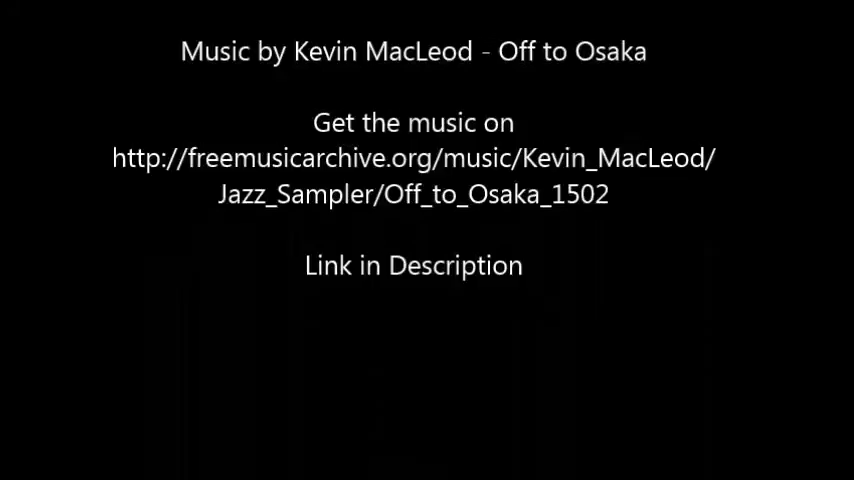 Music by Kevin MacLeod - Off to Osaka
Get the music on
http://freemusicarchive.org/music/Kevin_MacLeod/
Jazz_Sampler/Off_to_Osaka_1502
Link in Description